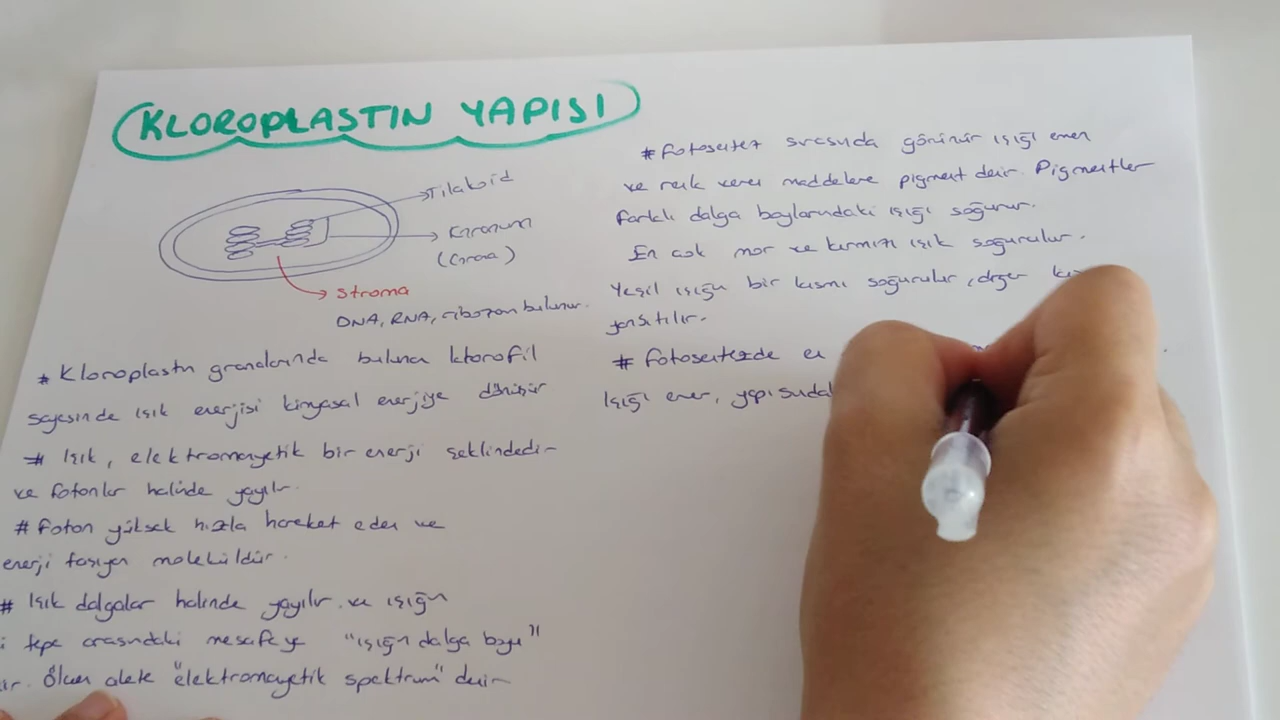 KLOROPLASTIN YAPISI
Tilakoid
Granum
(Grana)
Stroma
DNA, RNA, ribozom bulunur.
* Kloroplastın granalarında buluna klorofil
sayesinde ışık enerjisi kimyasal enerjiye dönüşür
# Işık, elektromanyetik bir enerji şeklindedir
ve fotonlar halinde yayılır.
# Foton yüksek hızla hareket eden ve
enerji taşıyan moleküldür.
# Işık dalgalar halinde yayılır ve ışığın
tepe arasındaki mesafeye "ışığın dalga boyu"
Ölçen alete "elektromanyetik spektrum" denir
# Fotosentez sırasında görünür ışığı emen
ve renk veren maddelere pigment denir. Pigmentler
farklı dalga boylarındaki ışığı soğurur.
En çok mor ve kırmızı ışık soğurulur.
Yeşil ışığın bir kısmı soğurulur, diğer
yansıtılır.
# Fotosentezde en
ışığı emer, yapısında